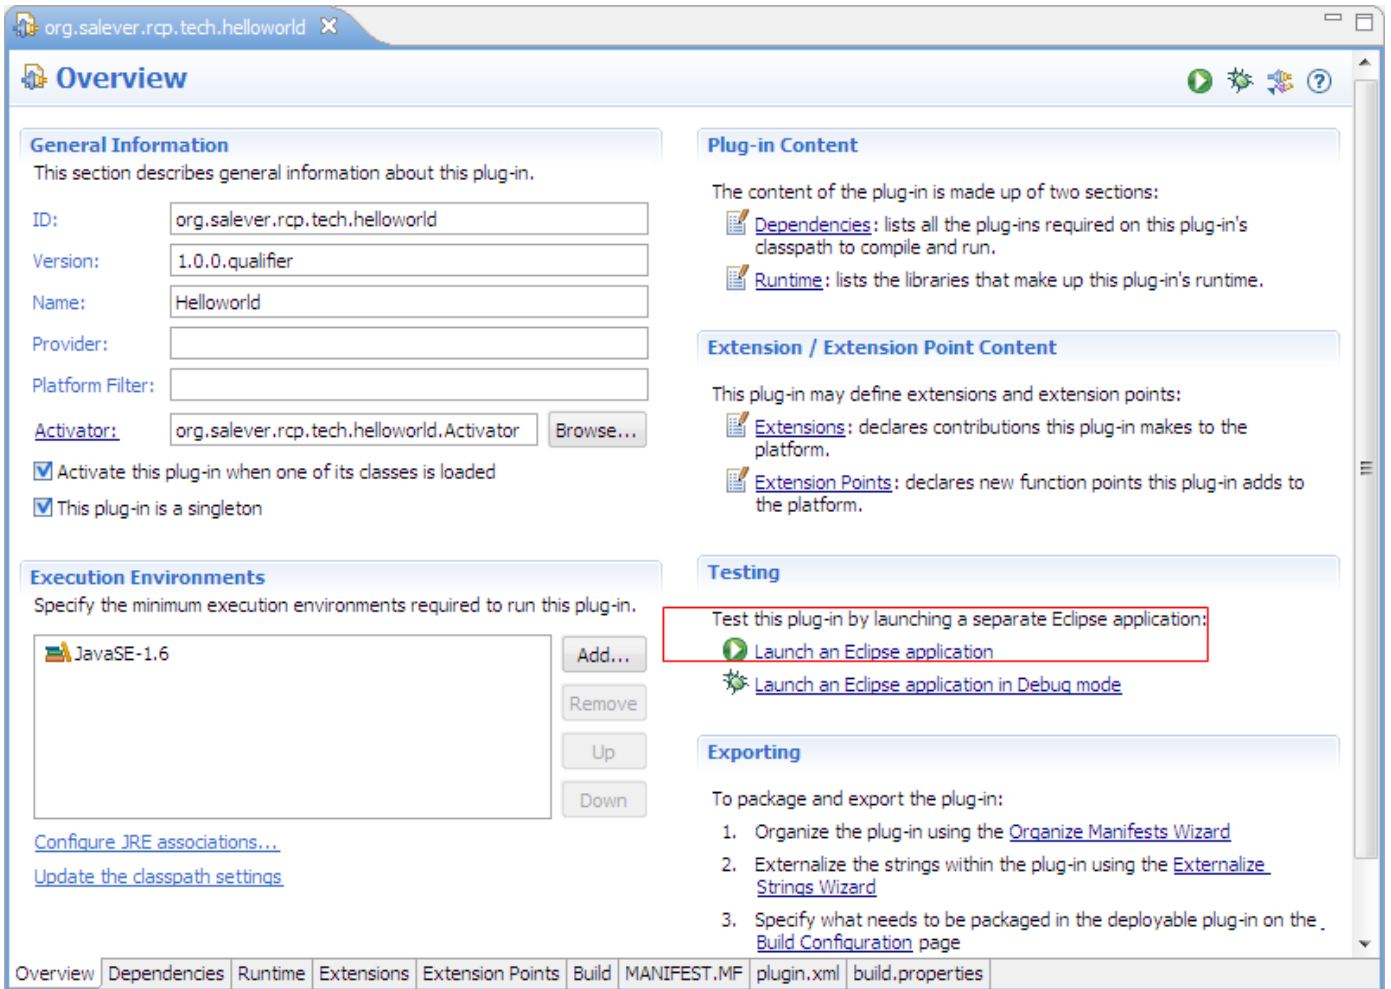 org.salever.rcp.tech.helloworld
Overview
General Information
This section describes general information about this plug-in.
ID:
org.salever.rcp.tech.helloworld
Version:
1.0.0.qualifier
Name:
Helloworld
Provider:
Platform Filter:
Activator:
org.salever.rcp.tech.helloworld.Activator
Browse...
Activate this plug-in when one of its classes is loaded
This plug-in is a singleton
Execution Environments
Specify the minimum execution environments required to run this plug-in.
JavaSE-1.6
Add...
Remove
Up
Down
Configure JRE associations...
Update the classpath settings
Plug-in Content
The content of the plug-in is made up of two sections:
Dependencies: lists all the plug-ins required on this plug-in's
classpath to compile and run.
Runtime: lists the libraries that make up this plug-in's runtime.
Extension / Extension Point Content
This plug-in may define extensions and extension points:
Extensions: declares contributions this plug-in makes to the
platform.
Extension Points: declares new function points this plug-in adds to
the platform.
Testing
Test this plug-in by launching a separate Eclipse application:
Launch an Eclipse application
Launch an Eclipse application in Debug mode
Exporting
To package and export the plug-in:
1. Organize the plug-in using the Organize Manifests Wizard
2. Externalize the strings within the plug-in using the Externalize
Strings Wizard
3. Specify what needs to be packaged in the deployable plug-in on the
Build Configuration page
Overview Dependencies Runtime Extensions Extension Points Build MANIFEST.MF plugin.xml build.properties